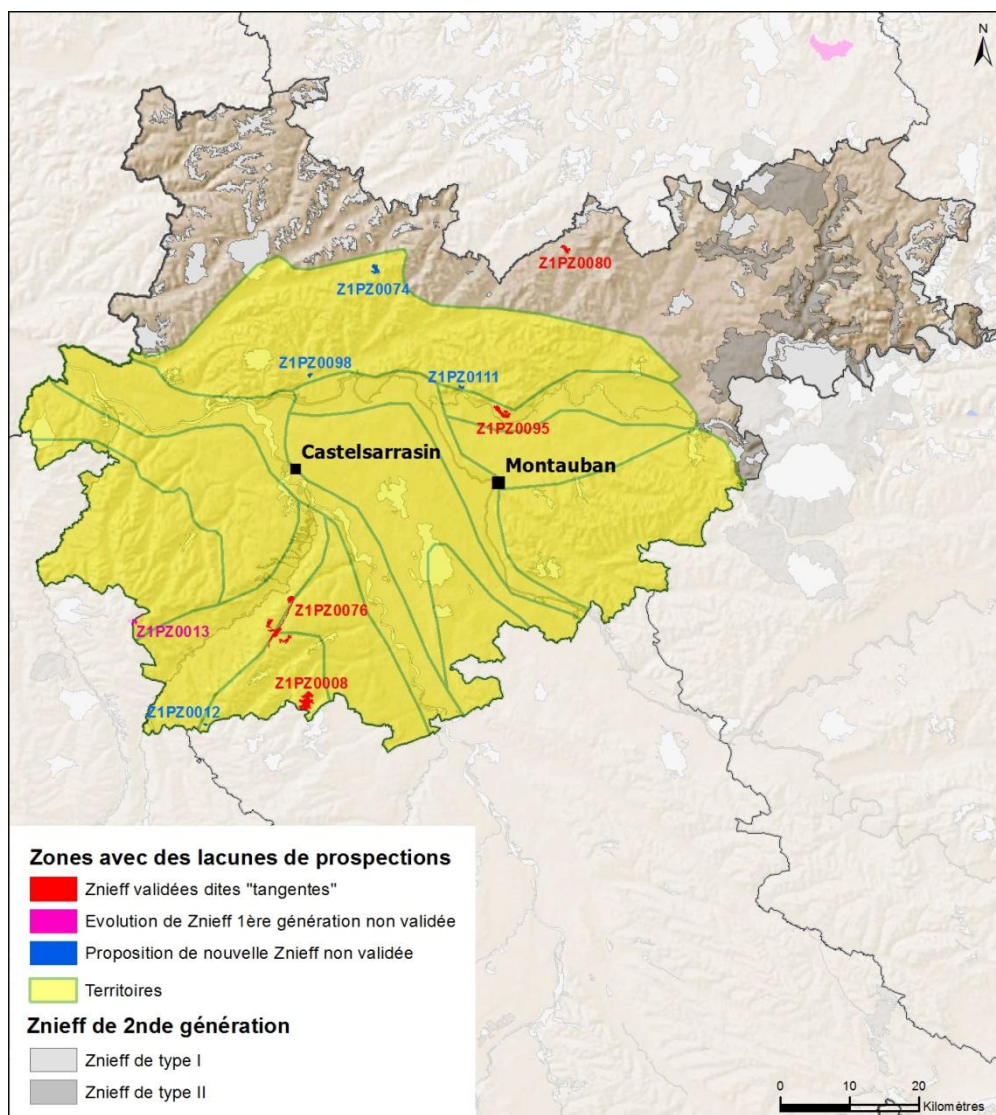 N
Z1PZ0080
Z1PZ0074
Z1PZ0098
Z1PZ0111
Z1PZ0095
Castelsarrasin
Montauban
Z1PZ0076
Z1PZ0013
Z1PZ0008
Z1PZ0012
Zones avec des lacunes de prospections
Znieff validées dites "tangentes"
Evolution de Znieff 1ère génération non validée
Proposition de nouvelle Znieff non validée
Territoires
Znieff de 2nde génération
Znieff de type I
Znieff de type II
0 10 20
Kilomètres